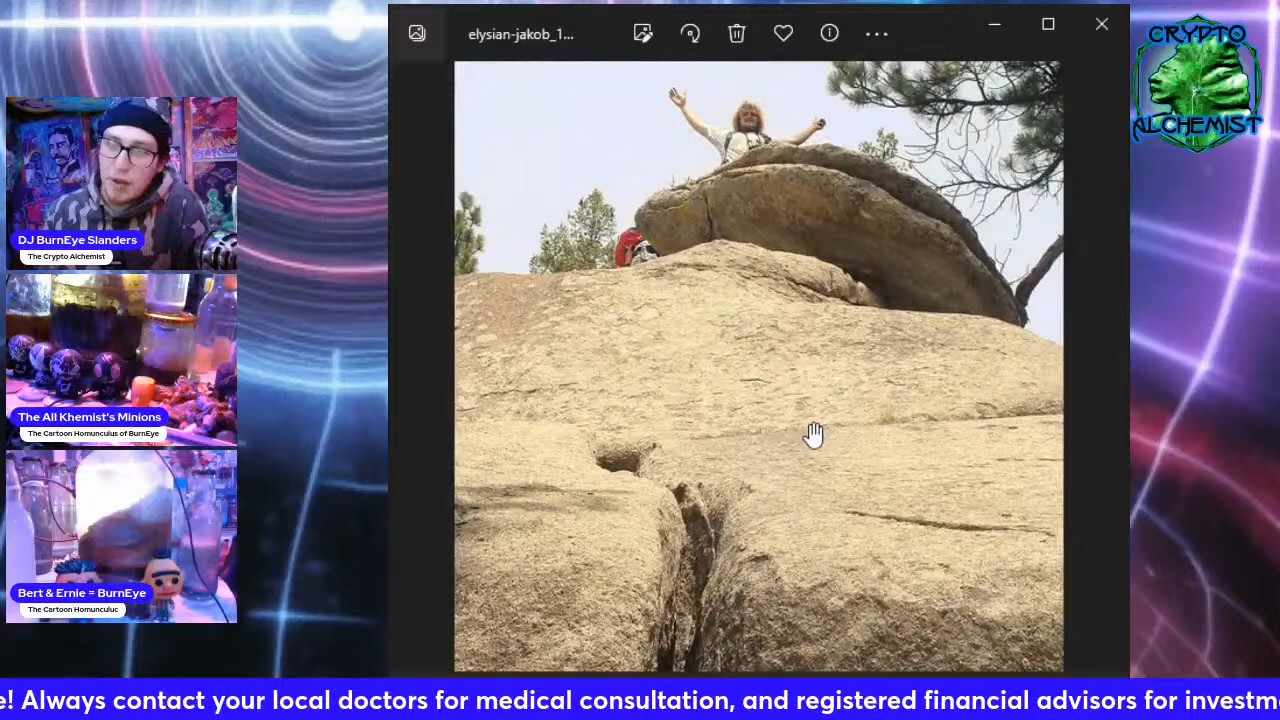 elysian-jakob_1...
CRYPTO
ALCHEMIST
DJ BurnEye Slanders
The Crypto Alchemist
The All Khemist's Minions
The Cartoon Homunculus of BurnEye
Bert & Ernie = BurnEye
The Cartoon Homunculuc
e! Always contact your local doctors for medical consultation, and registered financial advisors for investm